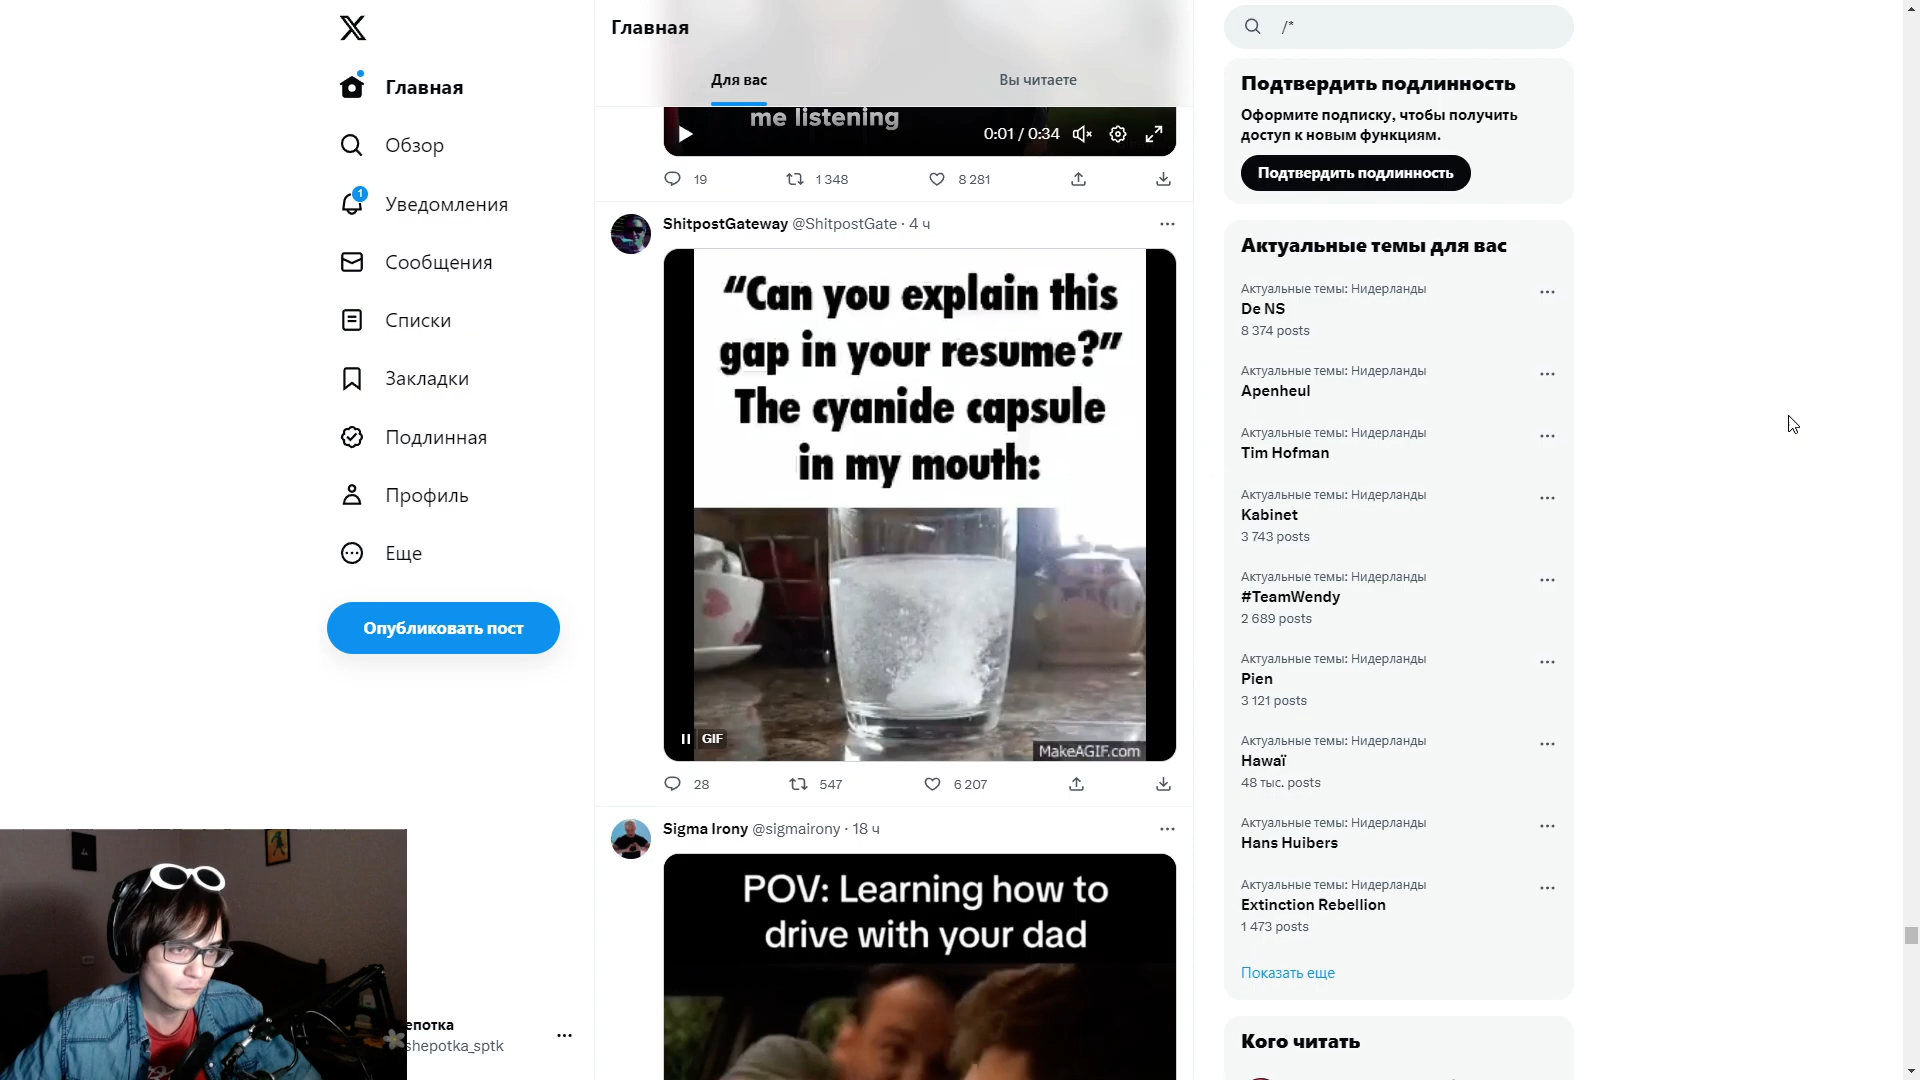 Главная
Обзор
1
Уведомления
Сообщения
Списки
Закладки
Подлинная
Профиль
Еще
Опубликовать пост
shepotka_sptk
Главная
Для вас
Вы читаете
me listening
0:01 / 0:34
19
1 348
8 281
ShitpostGateway @ShitpostGate · 4 ч
“Can you explain this
gap in your resume?”
The cyanide capsule
in my mouth:
GIF
MakeAGIF.com
28
547
6 207
Sigma Irony @sigmairony · 18 ч
POV: Learning how to
drive with your dad
/*
Подтвердить подлинность
Оформите подписку, чтобы получить
доступ к новым функциям.
Подтвердить подлинность
Актуальные темы для вас
Актуальные темы: Нидерланды
De NS
8 374 posts
Актуальные темы: Нидерланды
Apenheul
Актуальные темы: Нидерланды
Tim Hofman
Актуальные темы: Нидерланды
Kabinet
3 743 posts
Актуальные темы: Нидерланды
#TeamWendy
2 689 posts
Актуальные темы: Нидерланды
Pien
3 121 posts
Актуальные темы: Нидерланды
Hawaï
48 тыс. posts
Актуальные темы: Нидерланды
Hans Huibers
Актуальные темы: Нидерланды
Extinction Rebellion
1 473 posts
Показать еще
Кого читать